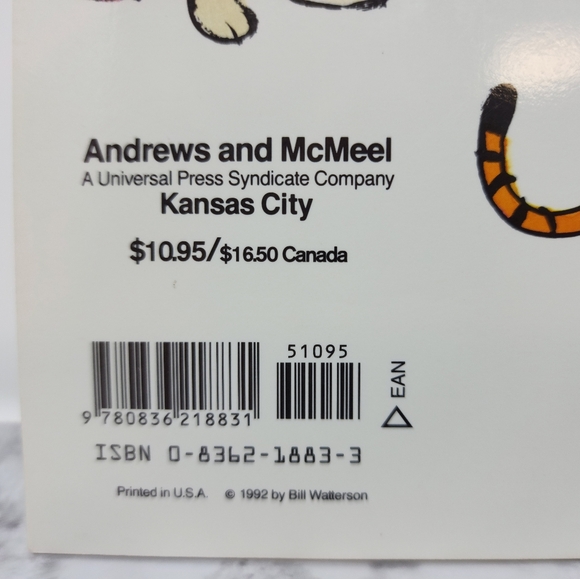 Andrews and McMeel
A Universal Press Syndicate Company
Kansas City
$10.95/$16.50 Canada
51095
EAN
9 780836 218831
ISBN 0-8362-1883-3
Printed in U.S.A. © 1992 by Bill Watterson